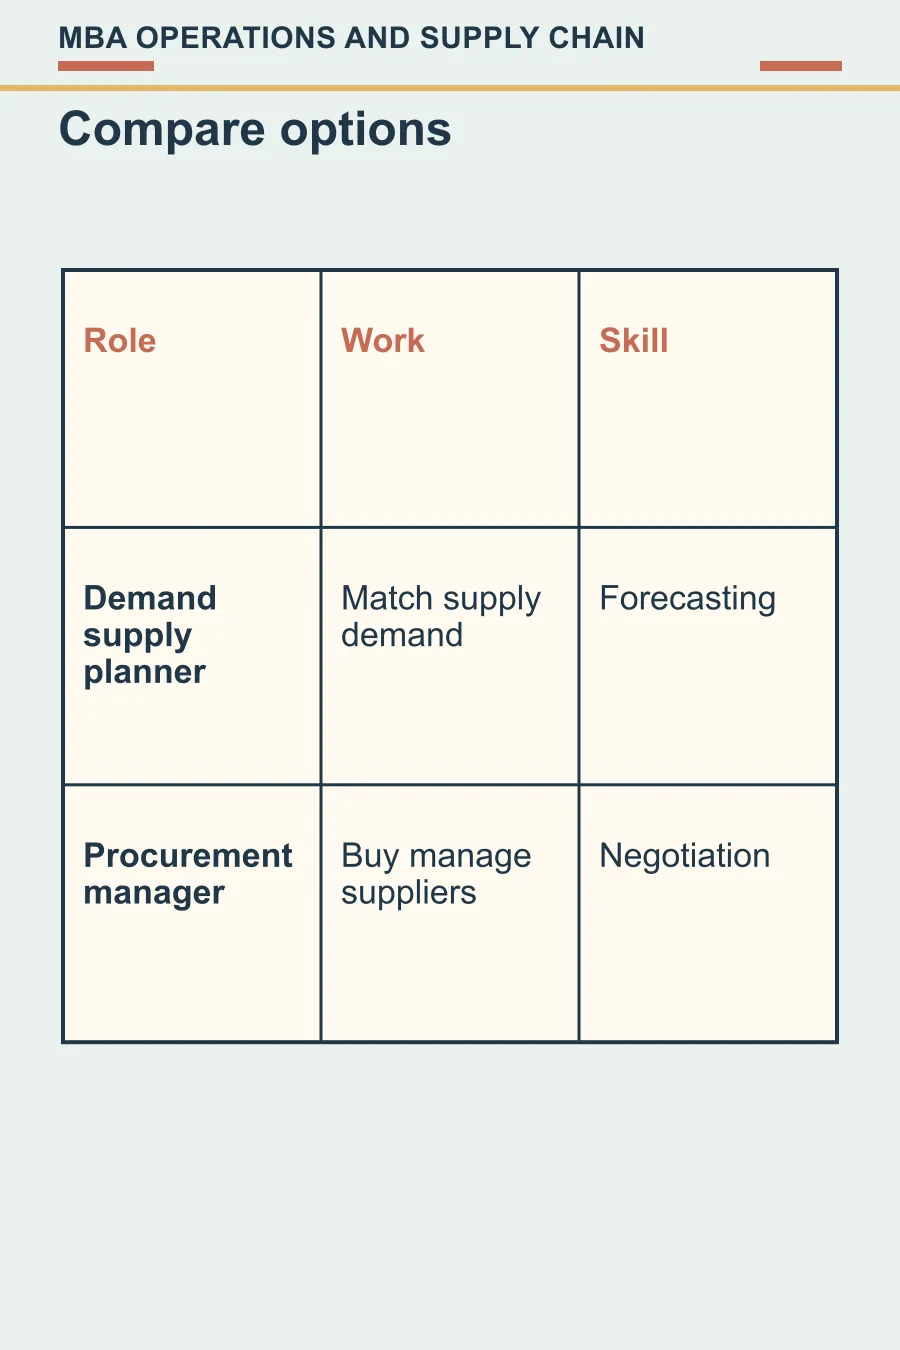 MBA OPERATIONS AND SUPPLY CHAIN
Compare options
Role
Work
Skill
Demand
supply
planner
Match supply
demand
Forecasting
Procurement
manager
Buy manage
suppliers
Negotiation